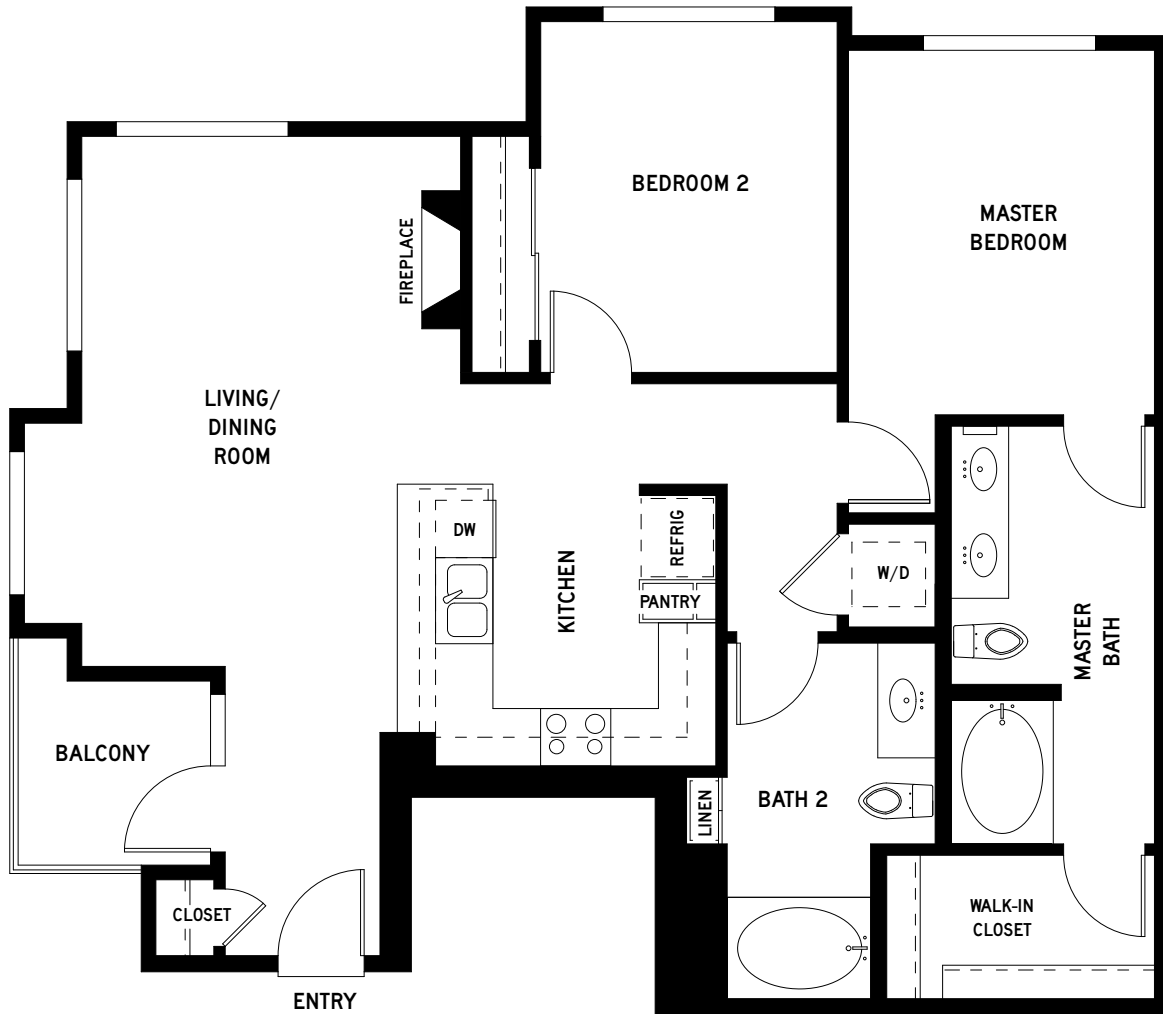 BEDROOM 2
MASTER
BEDROOM
FIREPLACE
LIVING/
DINING
ROOM
DW
KITCHEN
REFRIG
PANTRY
W/D
MASTER
BATH
BALCONY
LINEN
BATH 2
CLOSET
WALK-IN
CLOSET
ENTRY